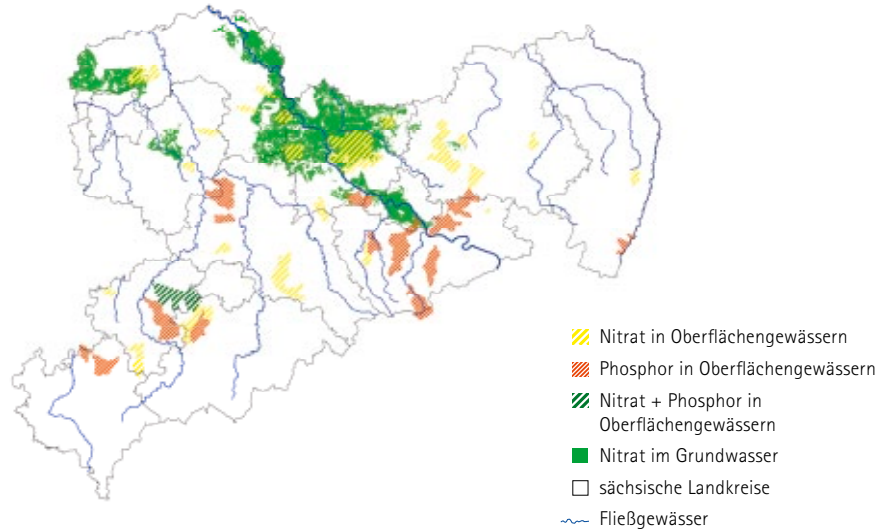 Nitrat in Oberflächengewässern
Phosphor in Oberflächengewässern
Nitrat + Phosphor in
Oberflächengewässern
Nitrat im Grundwasser
sächsische Landkreise
Fließgewässer